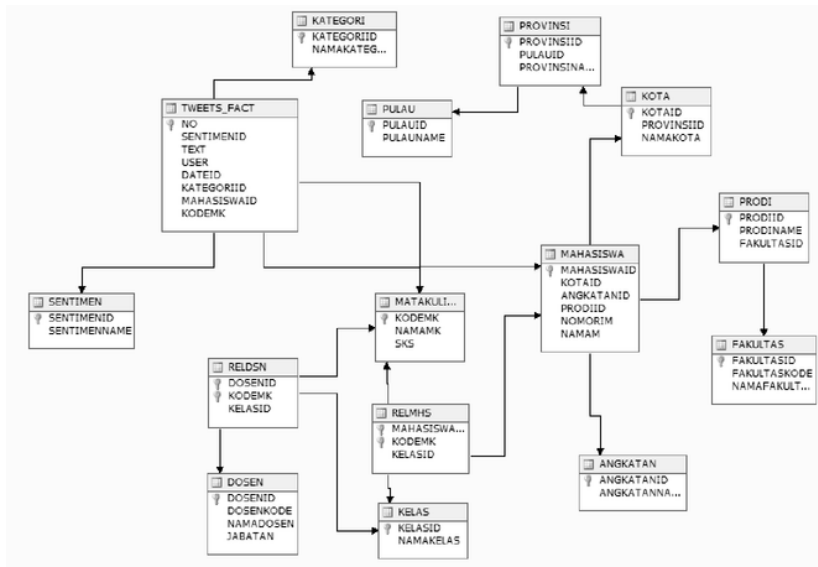 KATEGORI
KATEGORIID
NAMAKATEG...
PROVINSI
PROVINSIID
PULAUID
PROVINSINA...
TWEETS_FACT
NO
SENTIMENID
TEXT
USER
DATEID
KATEGORIID
MAHASISWAID
KODEMK
PULAU
PULAUID
PULAUNAME
KOTA
KOTAID
PROVINSIID
NAMAKOTA
PRODI
PRODIID
PRODINAME
FAKULTASID
MAHASISWA
MAHASISWAID
KOTAID
ANGKATANID
PRODIID
NOMORIM
NAMAM
SENTIMEN
SENTIMENID
SENTIMENNAME
MATAKULI...
KODEMK
NAMAMK
SKS
FAKULTAS
FAKULTASID
FAKULTASKODE
NAMAFAKULT...
RELDSN
DOSENID
KODEMK
KELASID
RELMHS
MAHASISWA...
KODEMK
KELASID
ANGKATAN
ANGKATANID
ANGKATANNA...
DOSEN
DOSENID
DOSENKODE
NAMADOSEN
JABATAN
KELAS
KELASID
NAMAKELAS